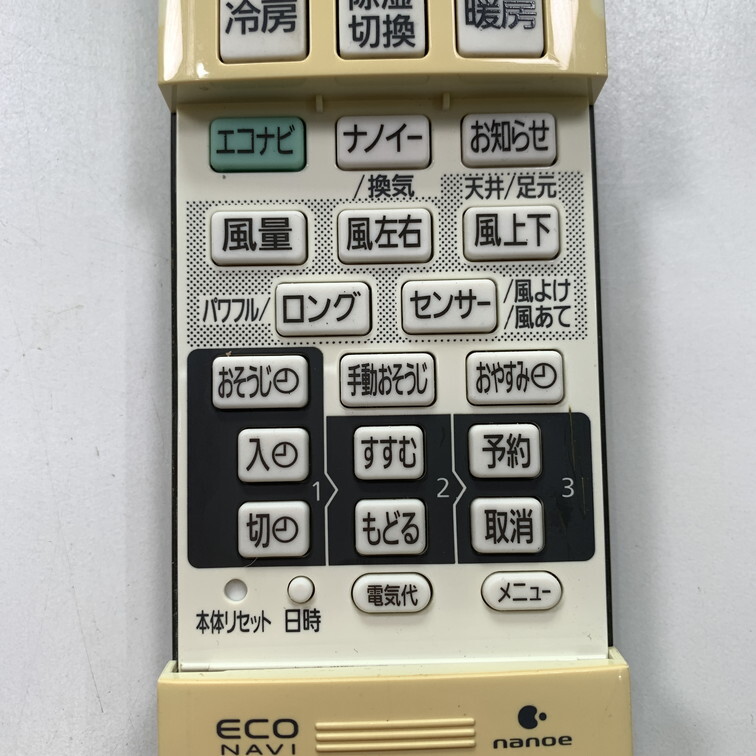 冷房
除湿
切換
暖房
エコナビ
ナノイー
お知らせ
/換気
天井/足元
風量
風左右
風上下
パワフル/
ロング
センサー
/風よけ
/風あて
おそうじ
手動おそうじ
おやすみ
入
すすむ
予約
1
2
3
切
もどる
取消
本体リセット
日時
電気代
メニュー
ECO
NAVI
nanoe